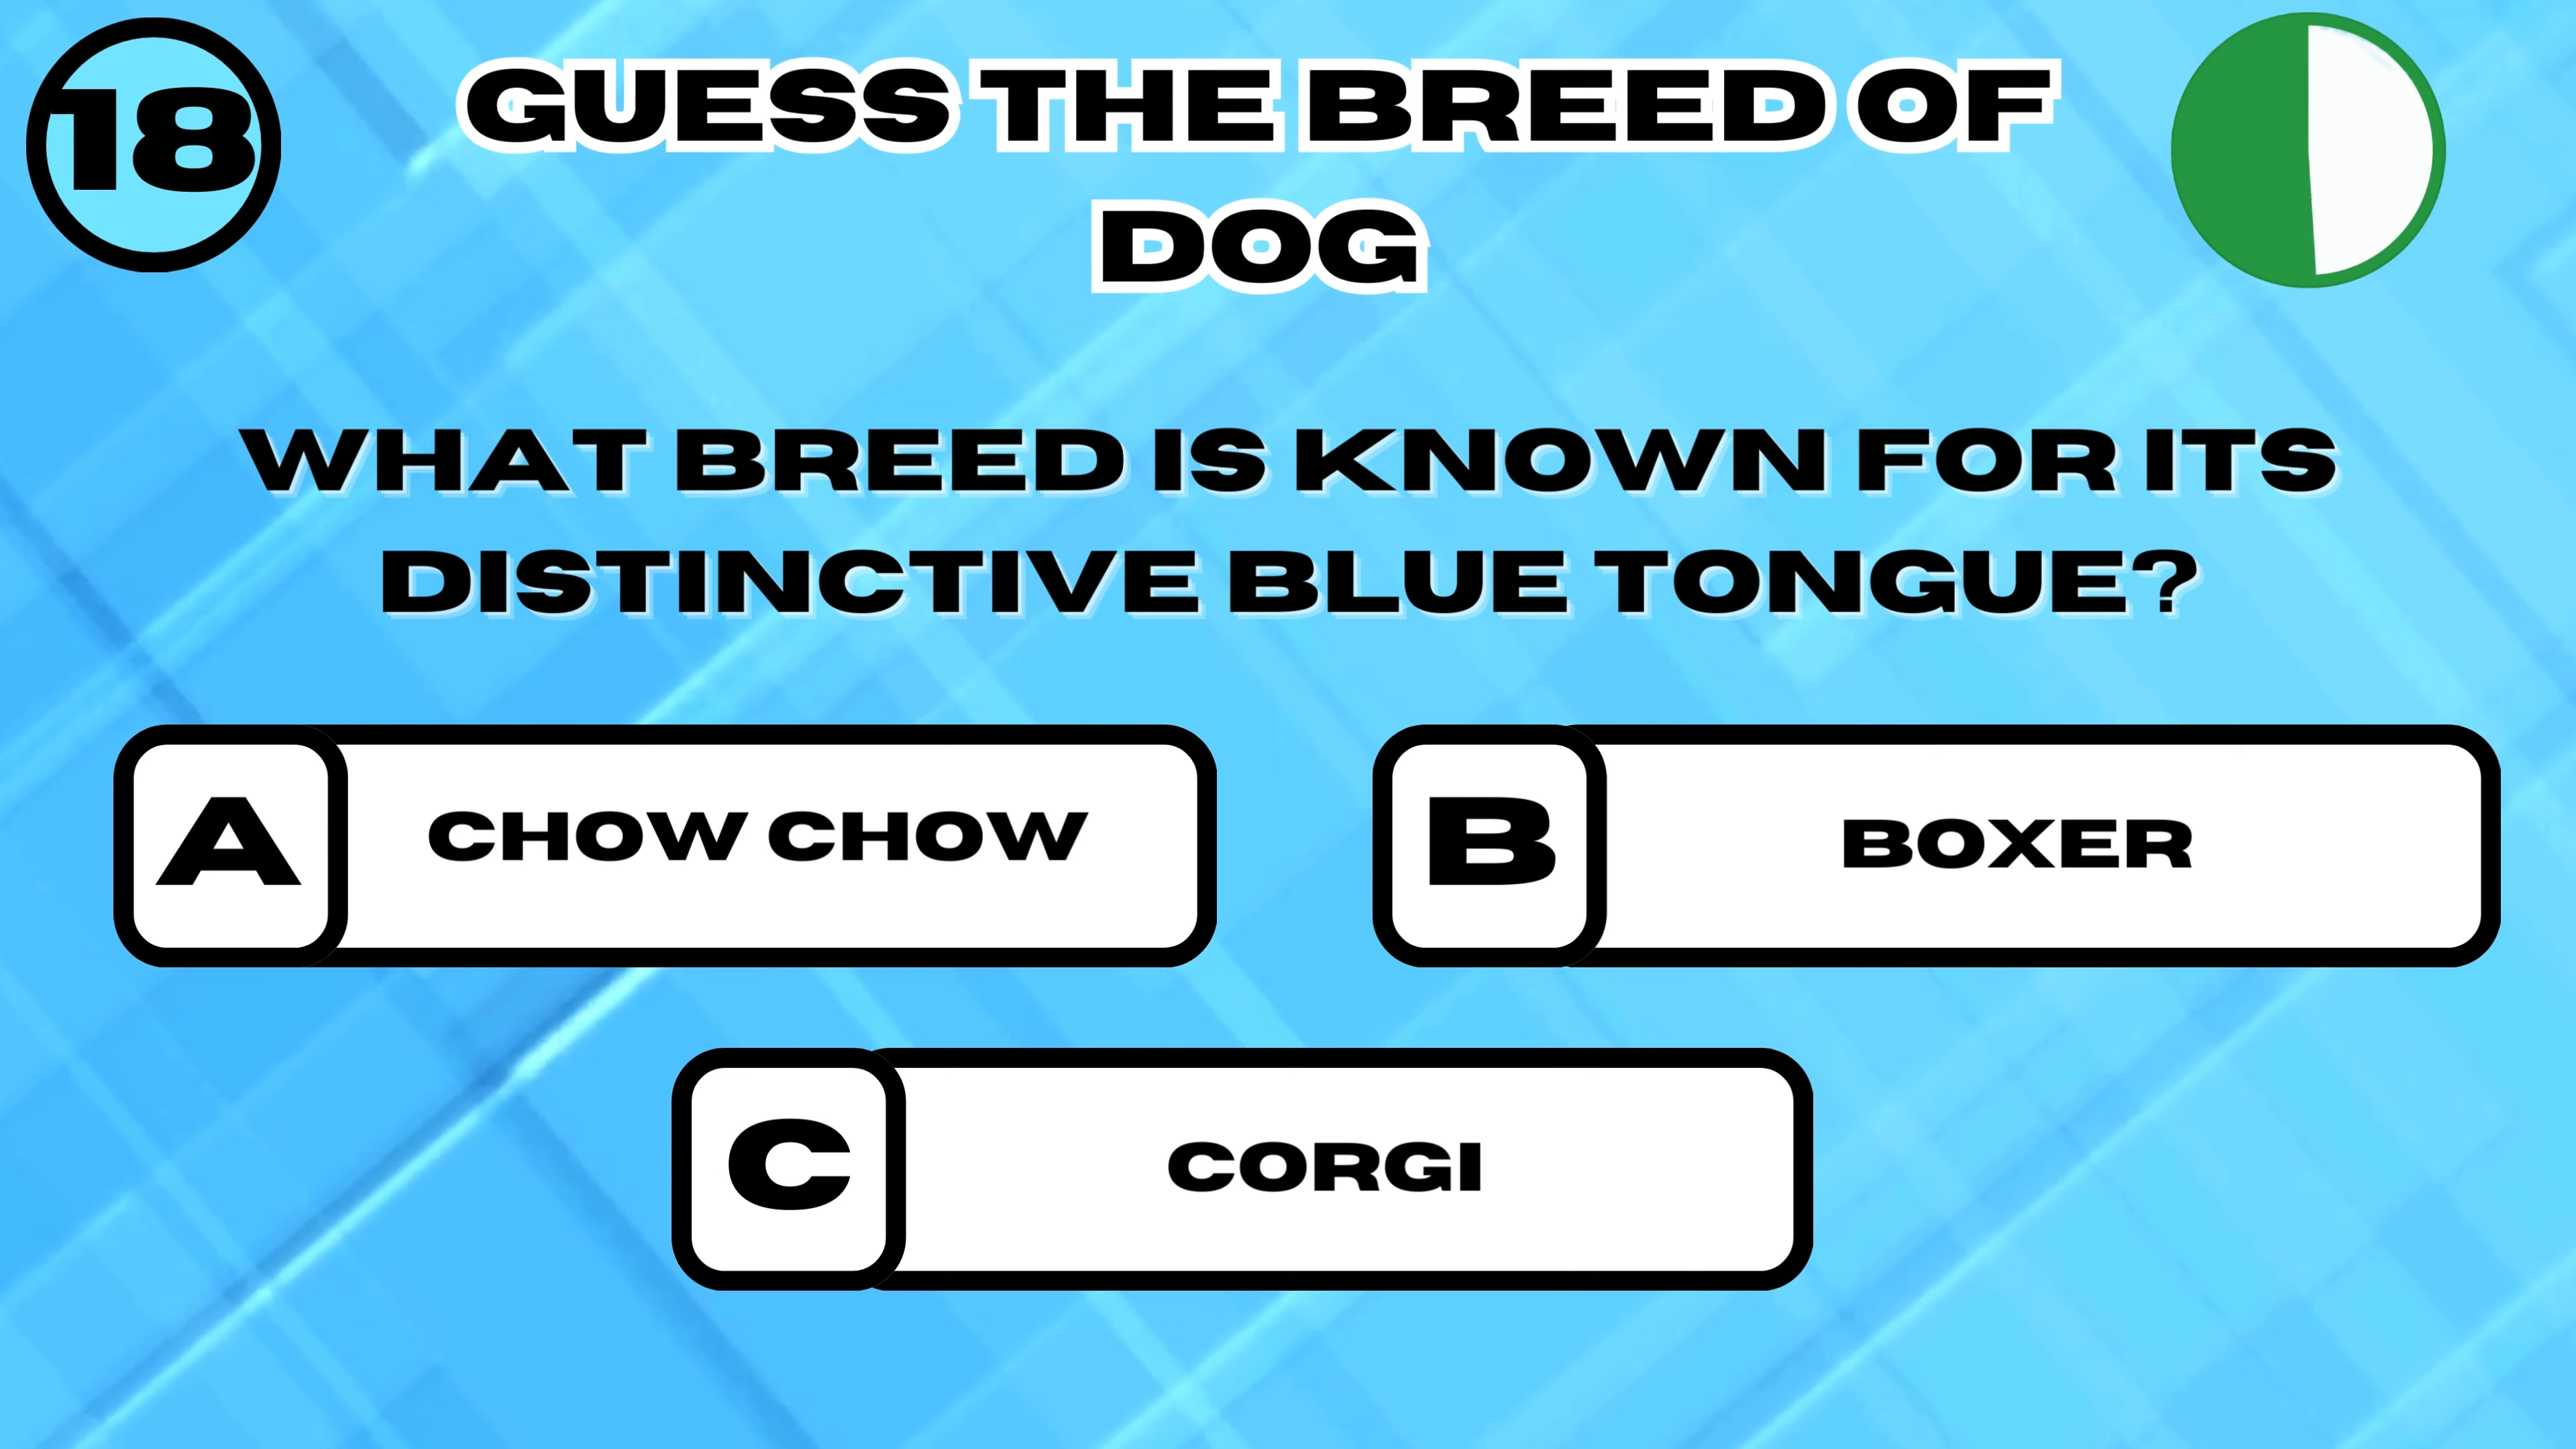 18
GUESS THE BREED OF
DOG
WHAT BREED IS KNOWN FOR ITS
DISTINCTIVE BLUE TONGUE?
A CHOW CHOW
B BOXER
C CORGI